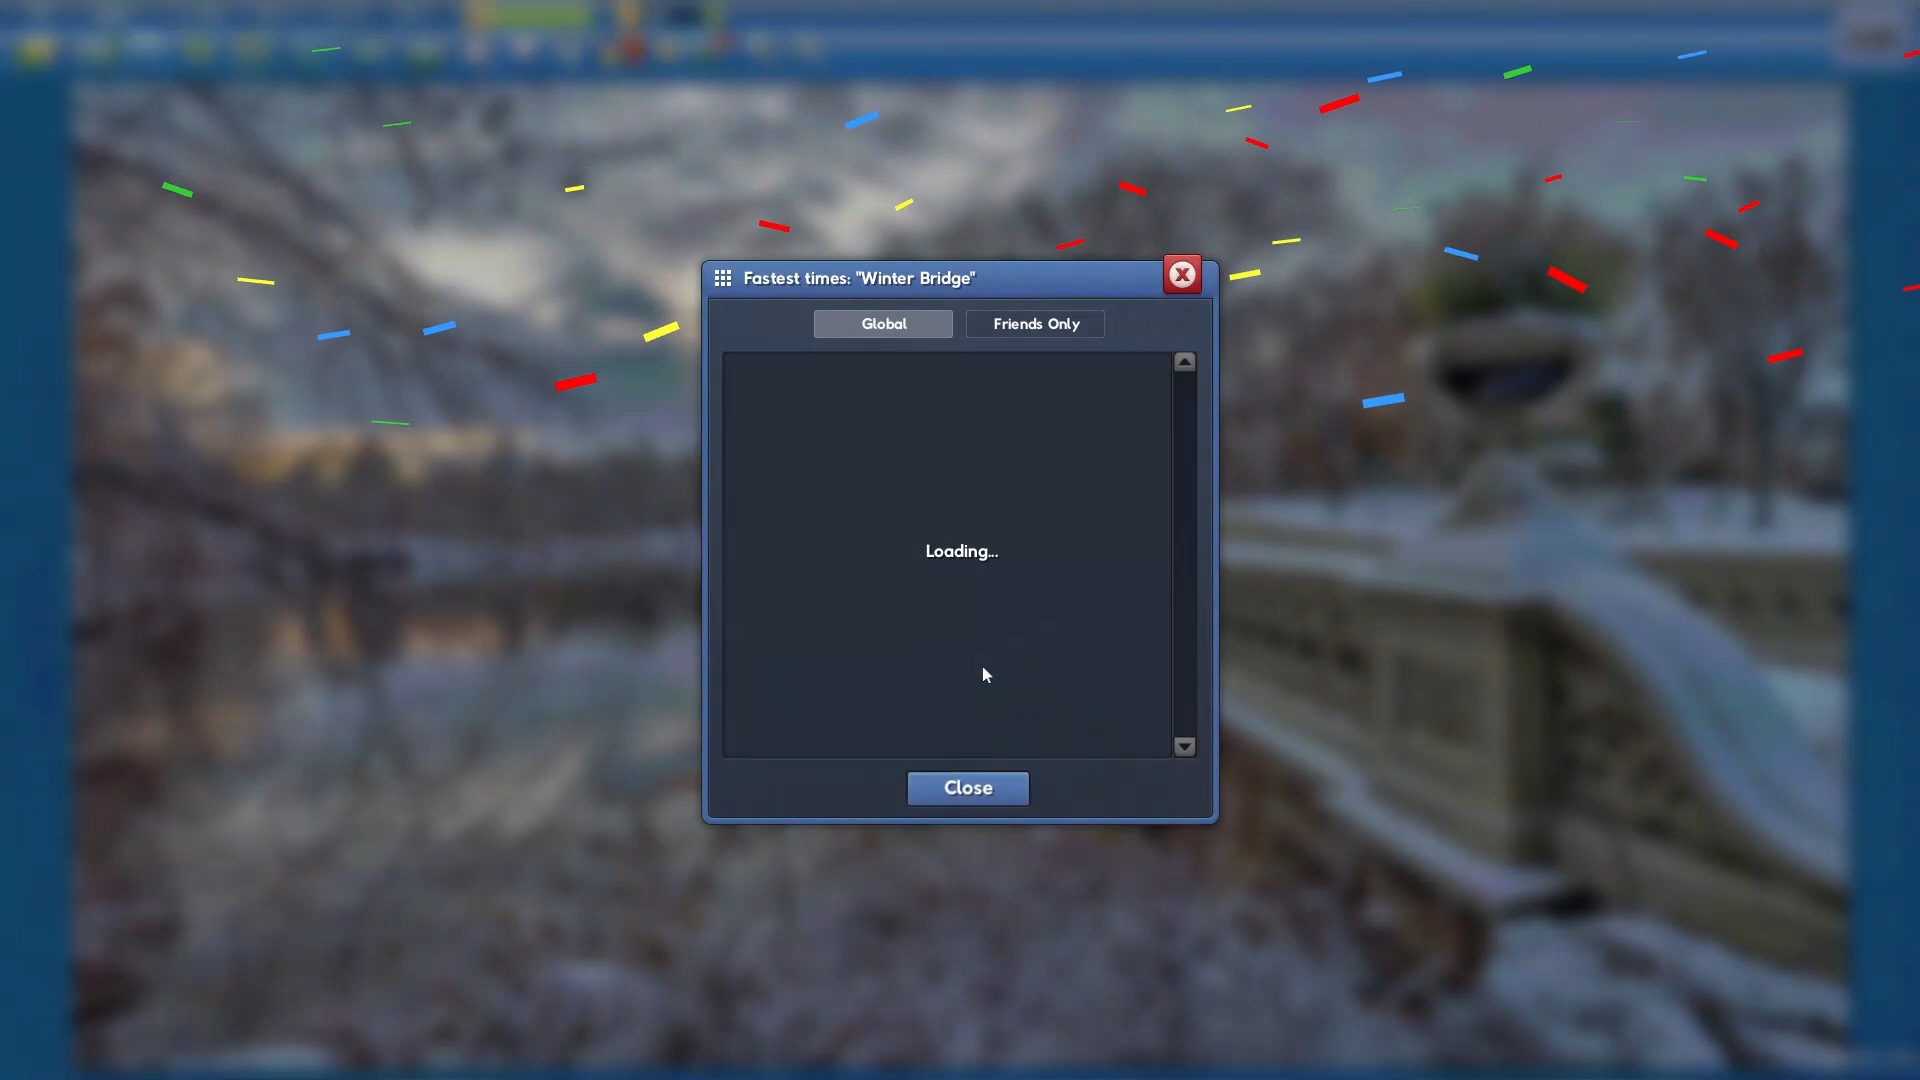 Fastest times: "Winter Bridge"
Global
Friends Only
Loading...
Close